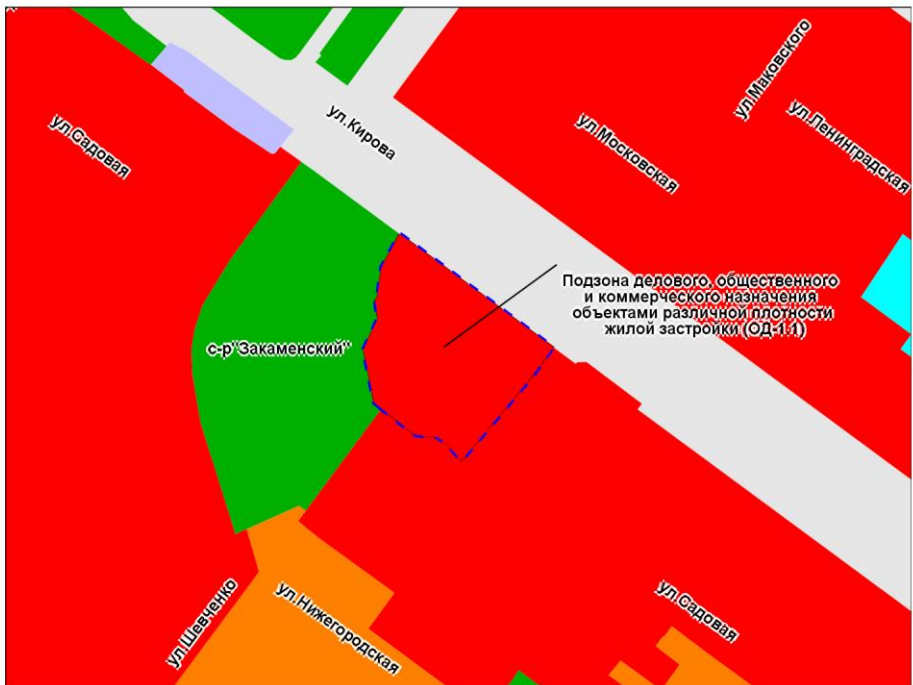 ул.Маковского
ул.Ленинградская
ул.Кирова
ул.Московская
ул.Садовая
Подзона делового, общественного
и коммерческого назначения
объектами различной плотности
жилой застройки (ОД-1.1)
с-р"Закаменский"
ул.Шевченко
ул.Нижегородская
ул.Садовая